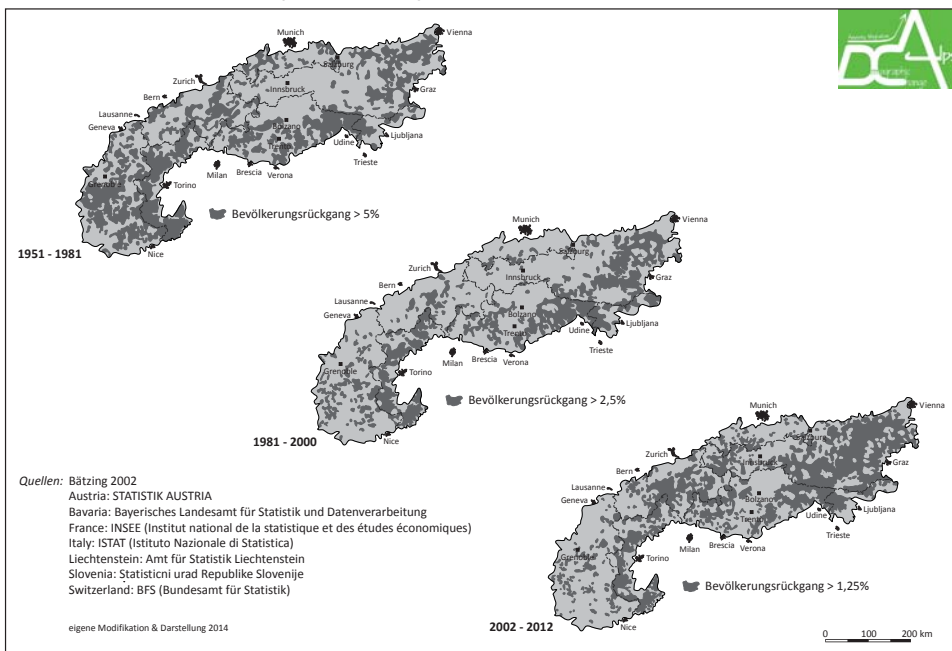 Vienna
Munich
Salzburg
Zurich
Innsbruck
Bern
Graz
Lausanne
Geneva
Bolzano
Ljubljana
Trento
Udine
Trieste
Milan
Brescia
Verona
Grenoble
Torino
Bevölkerungsrückgang > 5%
Nice
1951 - 1981
Vienna
Munich
Salzburg
Zurich
Innsbruck
Bern
Graz
Lausanne
Geneva
Bolzano
Ljubljana
Trento
Udine
Trieste
Milan
Brescia
Verona
Grenoble
Torino
Bevölkerungsrückgang > 2,5%
Nice
1981 - 2000
Vienna
Munich
Salzburg
Zurich
Innsbruck
Bern
Graz
Lausanne
Geneva
Bolzano
Ljubljana
Trento
Udine
Trieste
Milan
Brescia
Verona
Grenoble
Torino
Bevölkerungsrückgang > 1,25%
Nice
2002 - 2012
Quellen: Bätzing 2002
Austria: STATISTIK AUSTRIA
Bavaria: Bayerisches Landesamt für Statistik und Datenverarbeitung
France: INSEE (Institut national de la statistique et des études économiques)
Italy: ISTAT (Istituto Nazionale di Statistica)
Liechtenstein: Amt für Statistik Liechtenstein
Slovenia: Statisticni urad Republike Slovenije
Switzerland: BFS (Bundesamt für Statistik)
eigene Modifikation & Darstellung 2014
0 100 200 km